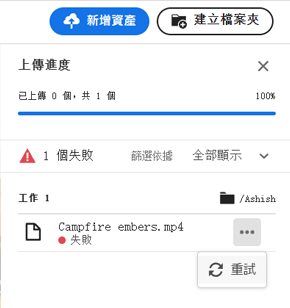 新增資產 建立檔案夾
上傳進度
已上傳 0 個，共 1 個 100%
1 個失敗 篩選依據 全部顯示
工作 1 /Ashish
Campfire embers.mp4
失敗
重試